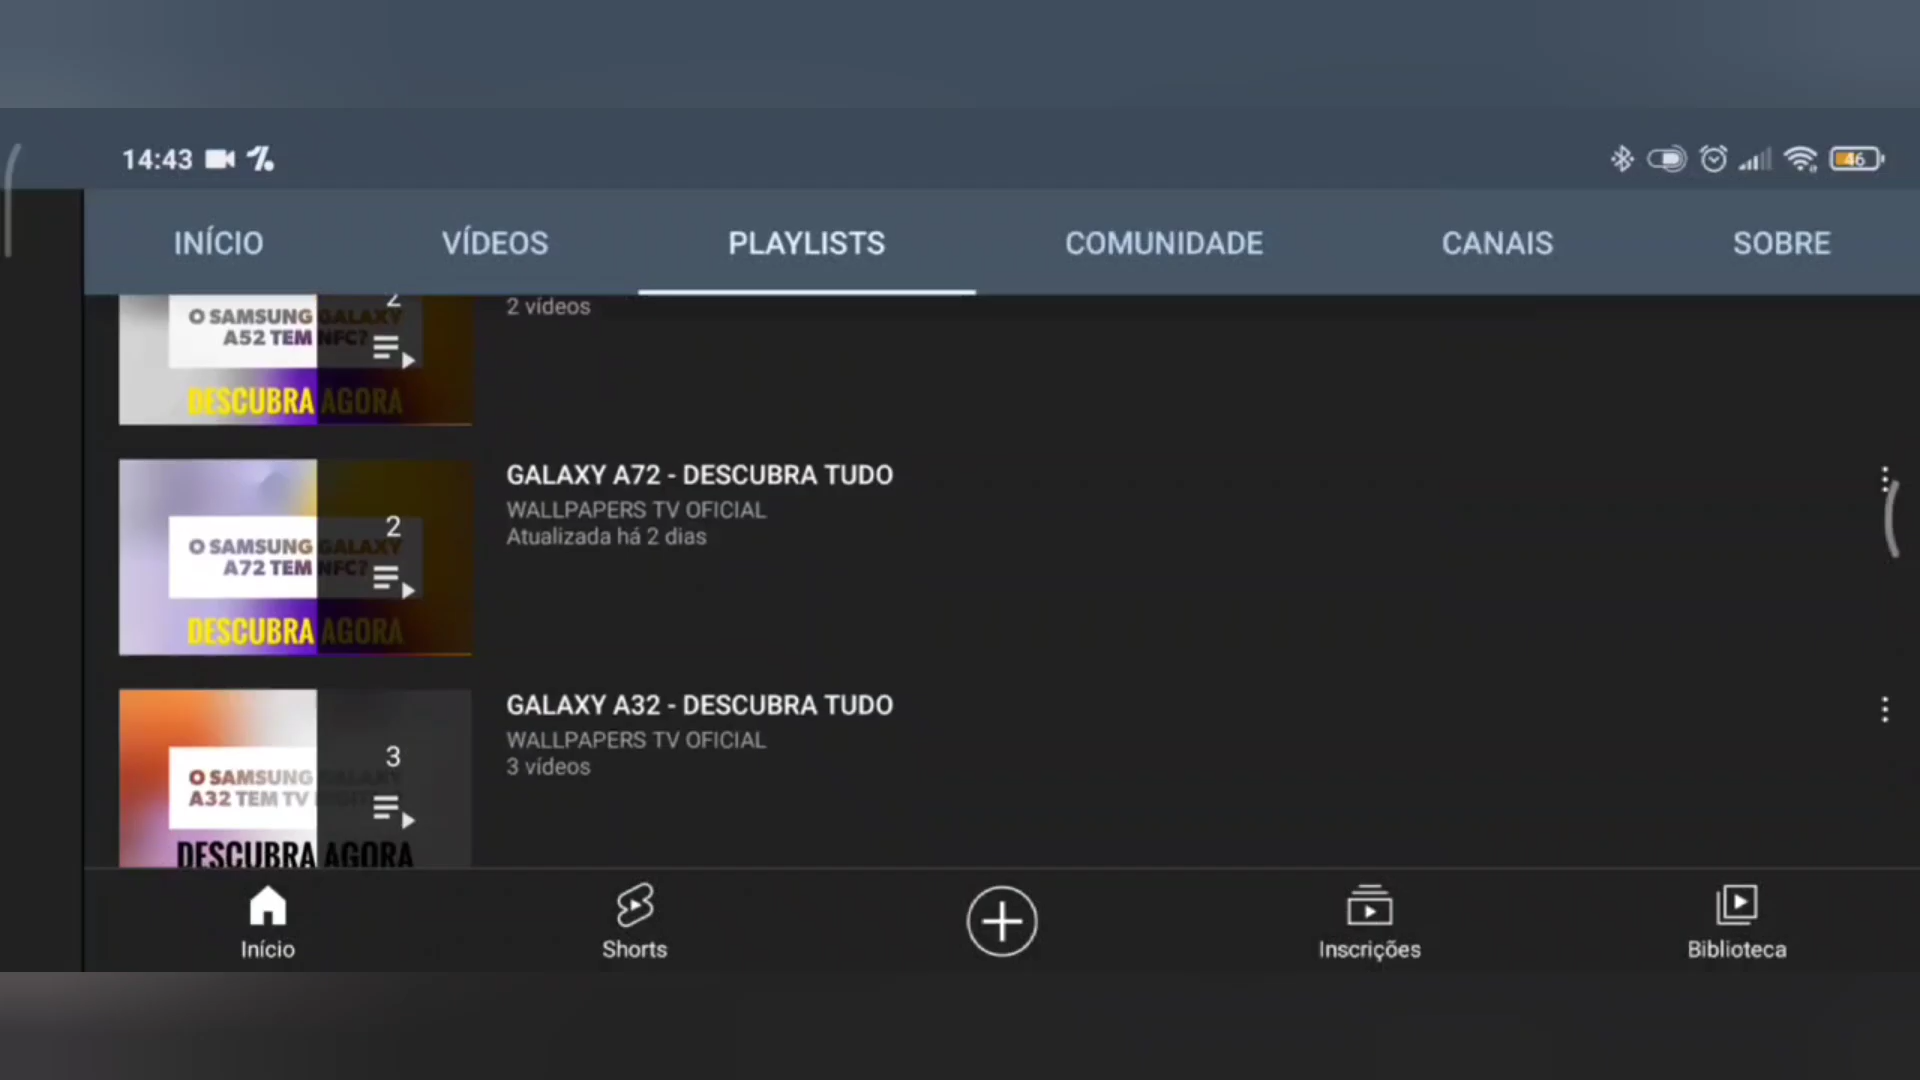 14:43
46
INÍCIO
VÍDEOS
PLAYLISTS
COMUNIDADE
CANAIS
SOBRE
2
O SAMSUNG GALAXY
A52 TEM NFC?
DESCUBRA AGORA
2 vídeos
2
O SAMSUNG GALAXY
A72 TEM NFC?
DESCUBRA AGORA
GALAXY A72 - DESCUBRA TUDO
WALLPAPERS TV OFICIAL
Atualizada há 2 dias
3
O SAMSUNG GALAXY
A32 TEM TV
DESCUBRA AGORA
GALAXY A32 - DESCUBRA TUDO
WALLPAPERS TV OFICIAL
3 vídeos
Início
Shorts
Inscrições
Biblioteca